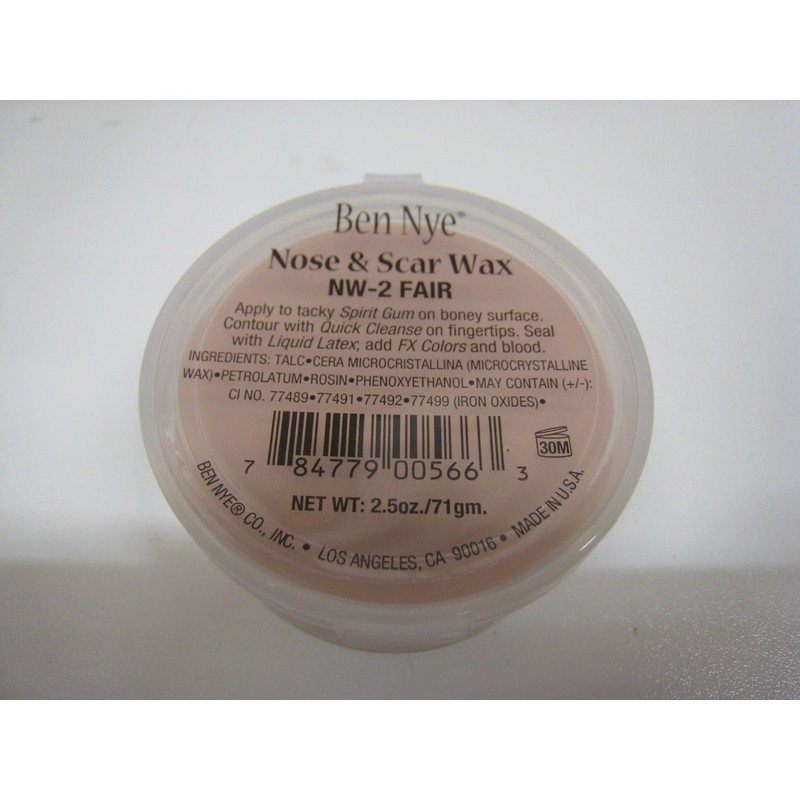 Ben Nye®
Nose & Scar Wax
NW-2 FAIR
Apply to tacky Spirit Gum on boney surface.
Contour with Quick Cleanse on fingertips. Seal
with Liquid Latex; add FX Colors and blood.
INGREDIENTS: TALC•CERA MICROCRISTALLINA (MICROCRYSTALLINE
WAX)•PETROLATUM•ROSIN•PHENOXYETHANOL•MAY CONTAIN (+/-):
CI NO. 77489•77491•77492•77499 (IRON OXIDES)•
30M
7 84779 00566 3
NET WT: 2.5oz./71gm.
BEN NYE® CO., INC. • LOS ANGELES, CA 90016 • MADE IN U.S.A.